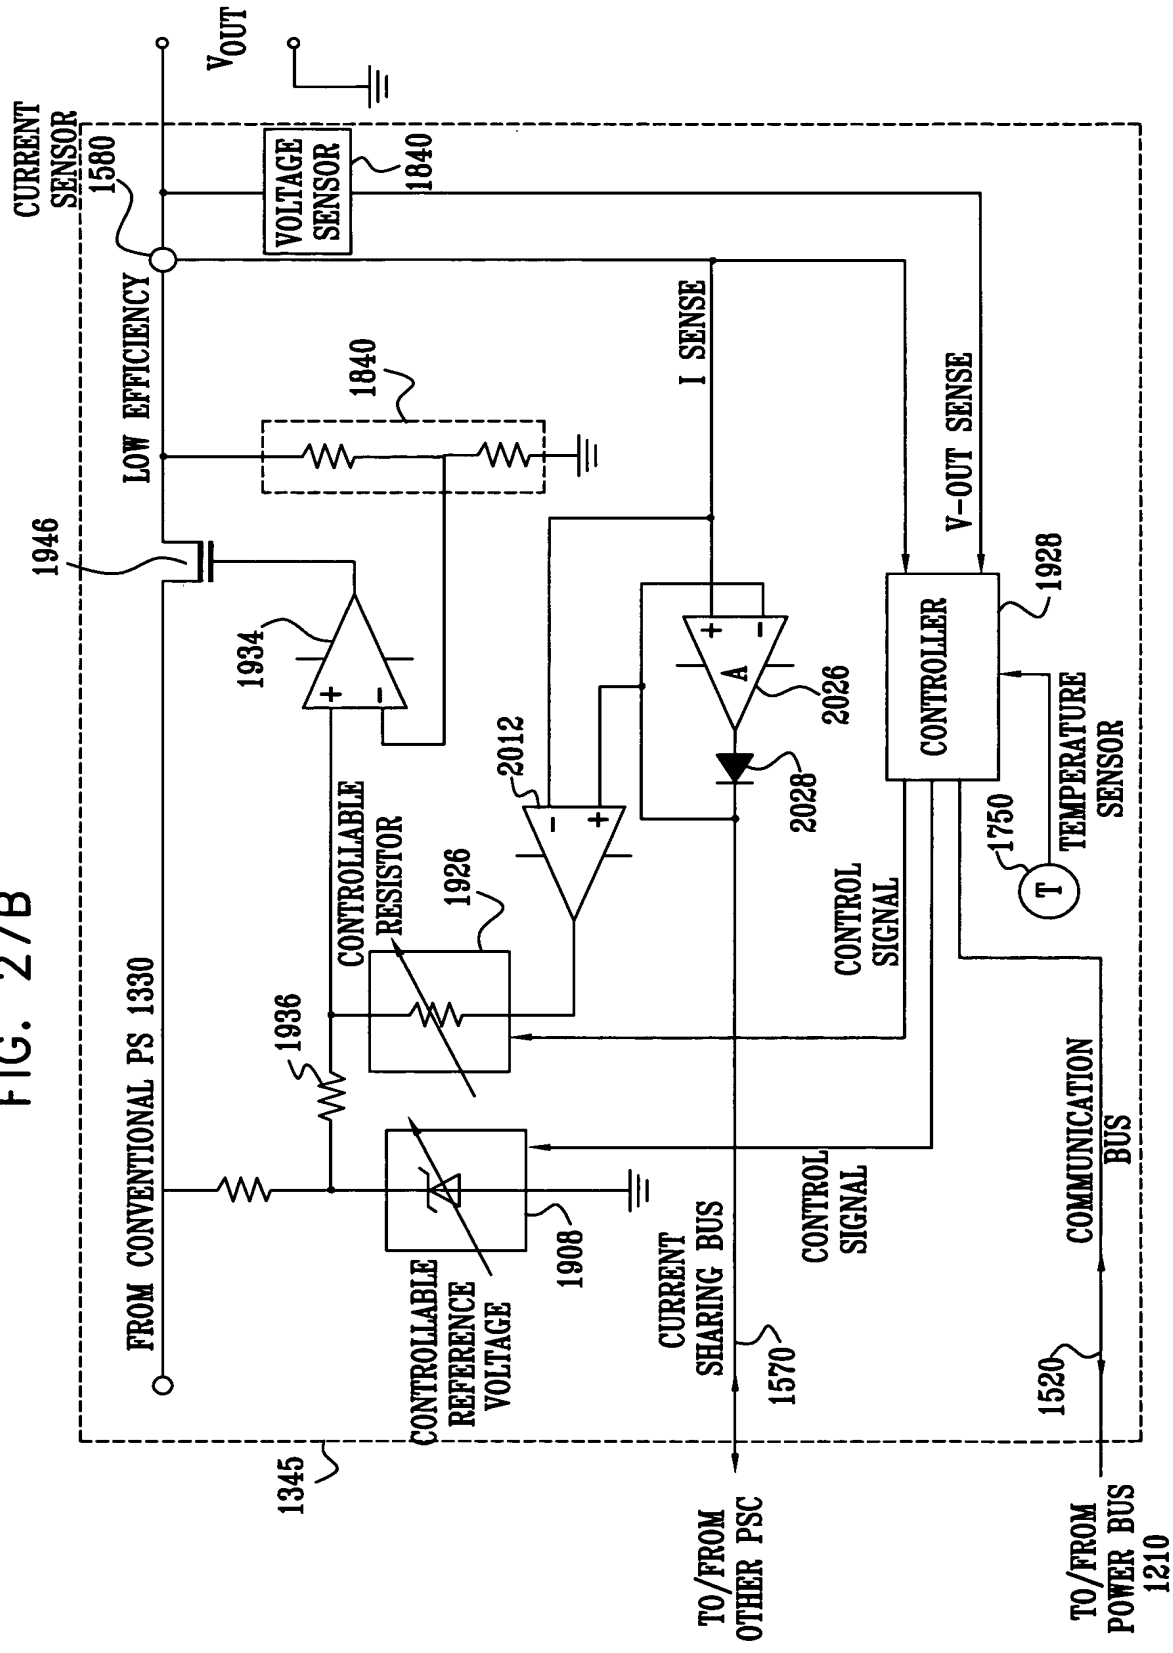 FIG. 27B
FROM CONVENTIONAL PS 1330
1946
LOW EFFICIENCY
CURRENT
SENSOR
1580
VOUT
1936
CONTROLLABLE
RESISTOR
1926
1934
+
−
1840
VOLTAGE
SENSOR
1840
1345
CONTROLLABLE
REFERENCE
VOLTAGE
1908
2012
−
+
I SENSE
CURRENT
SHARING BUS
1570
TO/FROM
OTHER PSC
2028
A
+
−
2026
CONTROL
SIGNAL
CONTROL
SIGNAL
CONTROLLER
1928
V-OUT SENSE
1750
T
TEMPERATURE
SENSOR
COMMUNICATION
BUS
1520
TO/FROM
POWER BUS
1210